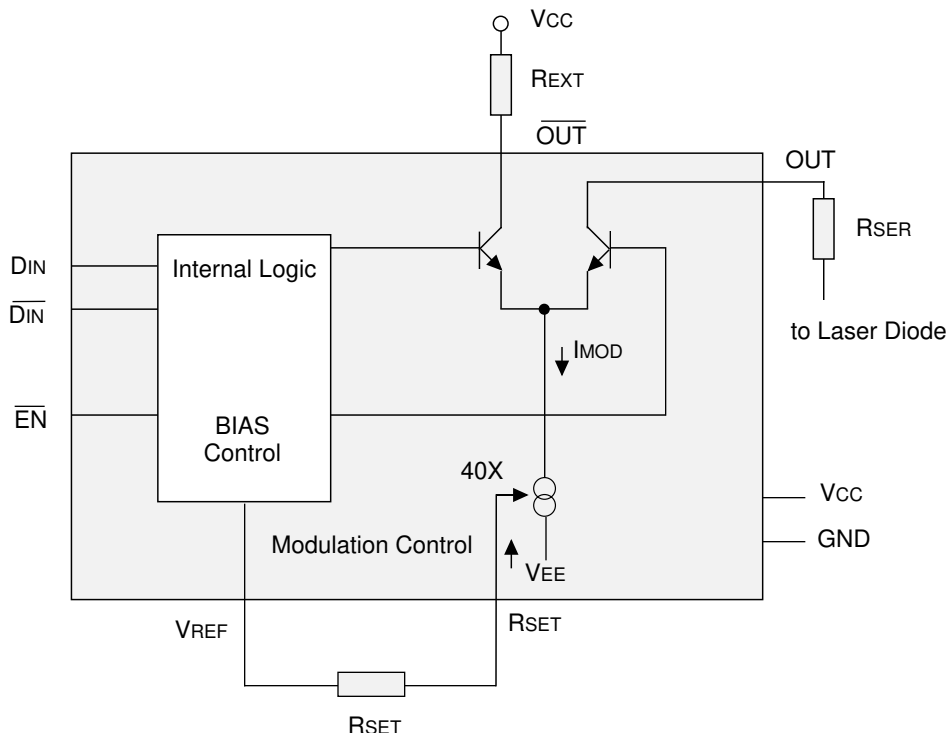 VCC
REXT
OUT
OUT
RSER
to Laser Diode
DIN
DIN
EN
Internal Logic
BIAS
Control
IMOD
40X
Modulation Control
VEE
VCC
GND
VREF
RSET
RSET